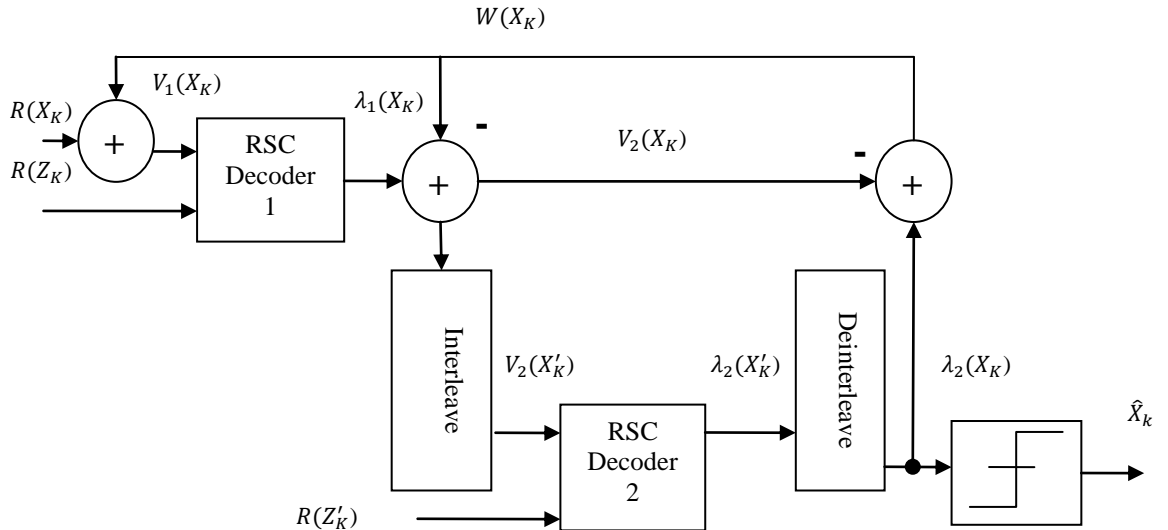 W(X_K)
V_1(X_K)
λ_1(X_K)
R(X_K)
+
RSC
Decoder
1
-
+
V_2(X_K)
-
+
R(Z_K)
Interleave
V_2(X′_K)
RSC
Decoder
2
λ_2(X′_K)
Deinterleave
λ_2(X_K)
X̂_k
R(Z′_K)